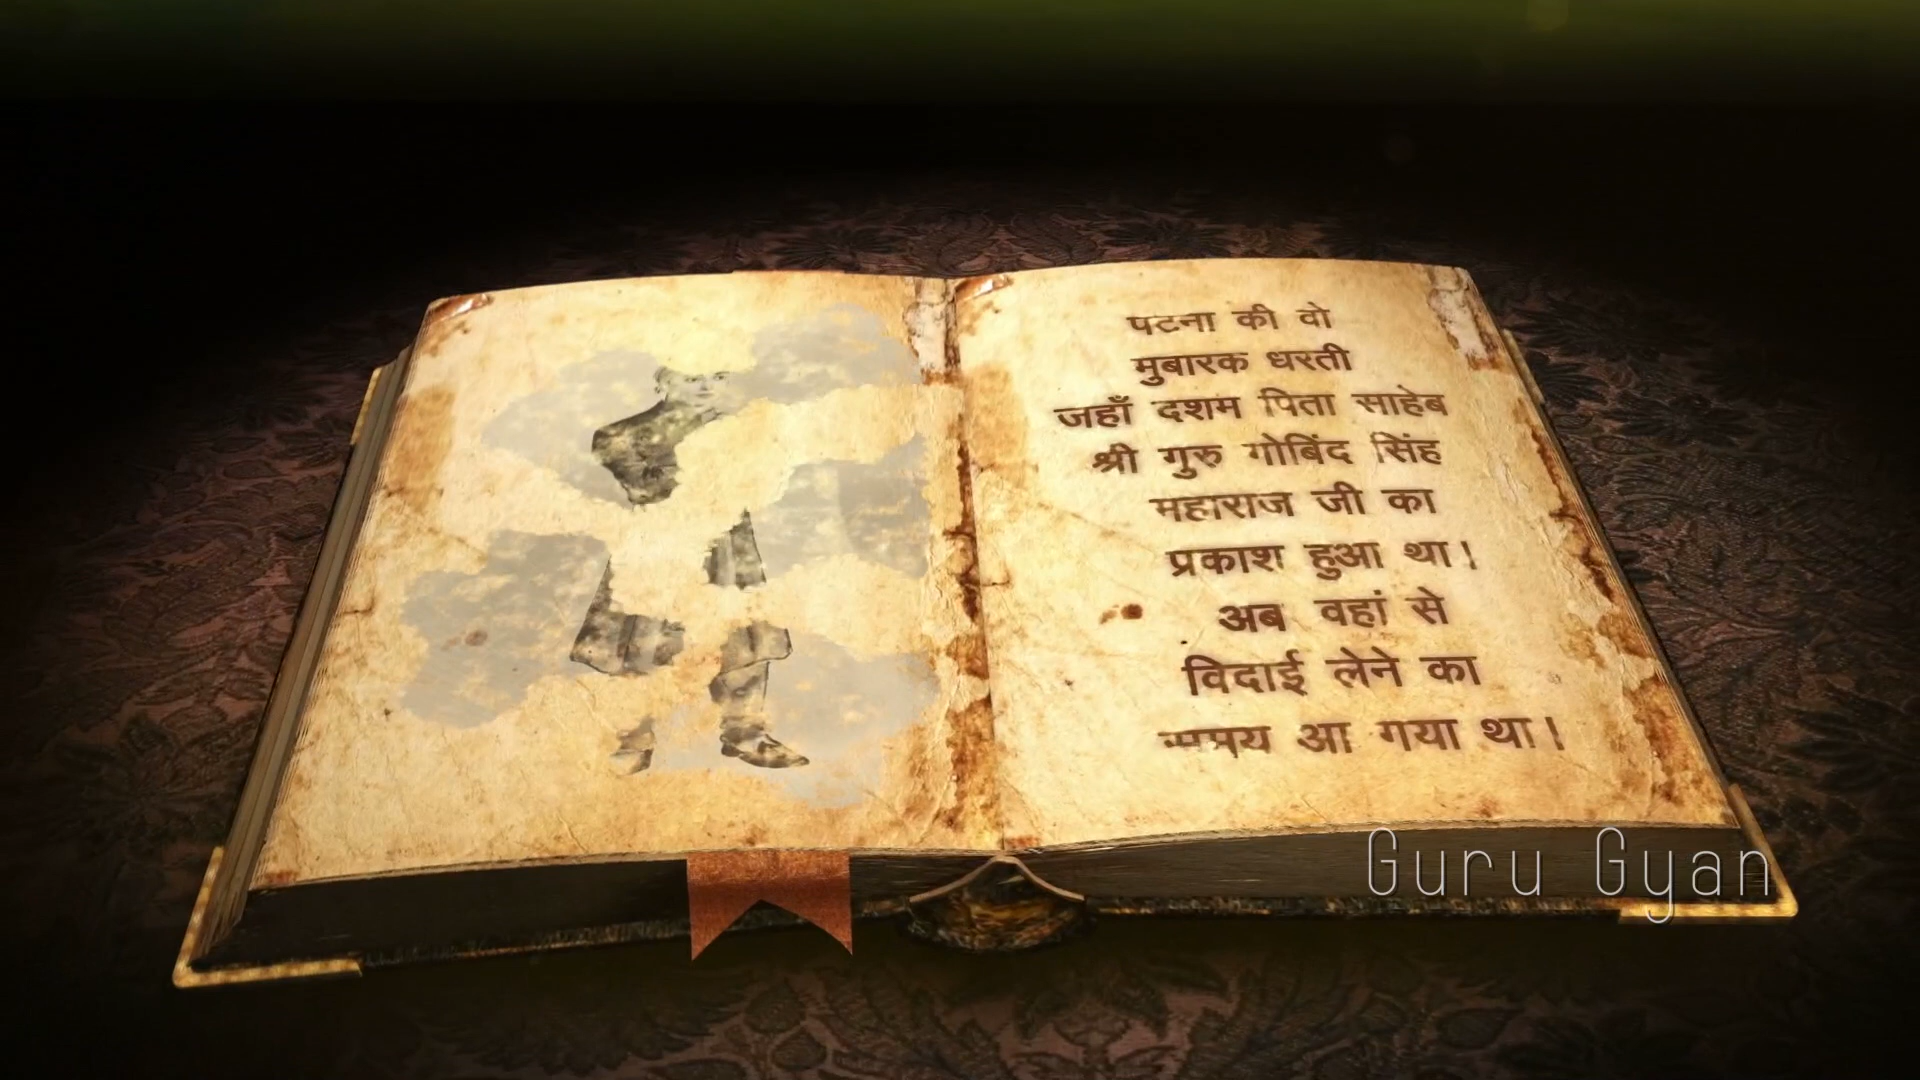 पटना की वो
मुबारक धरती
जहाँ दशम पिता साहेब
श्री गुरु गोबिंद सिंह
महाराज जी का
प्रकाश हुआ था!
अब वहां से
विदाई लेने का
समय आ गया था!
Guru Gyan